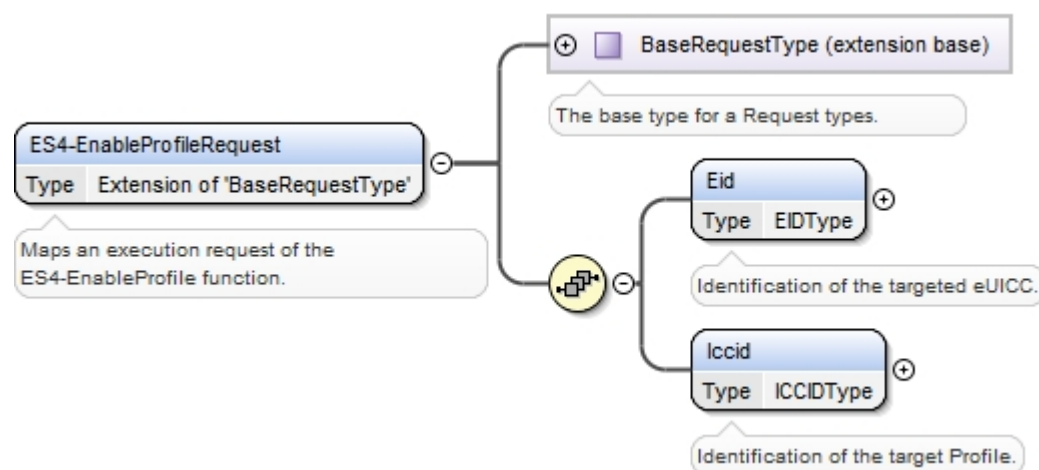 BaseRequestType (extension base)
The base type for a Request types.
ES4-EnableProfileRequest
Type Extension of 'BaseRequestType'
Maps an execution request of the
ES4-EnableProfile function.
Eid
Type EIDType
Identification of the targeted eUICC.
Iccid
Type ICCIDType
Identification of the target Profile.